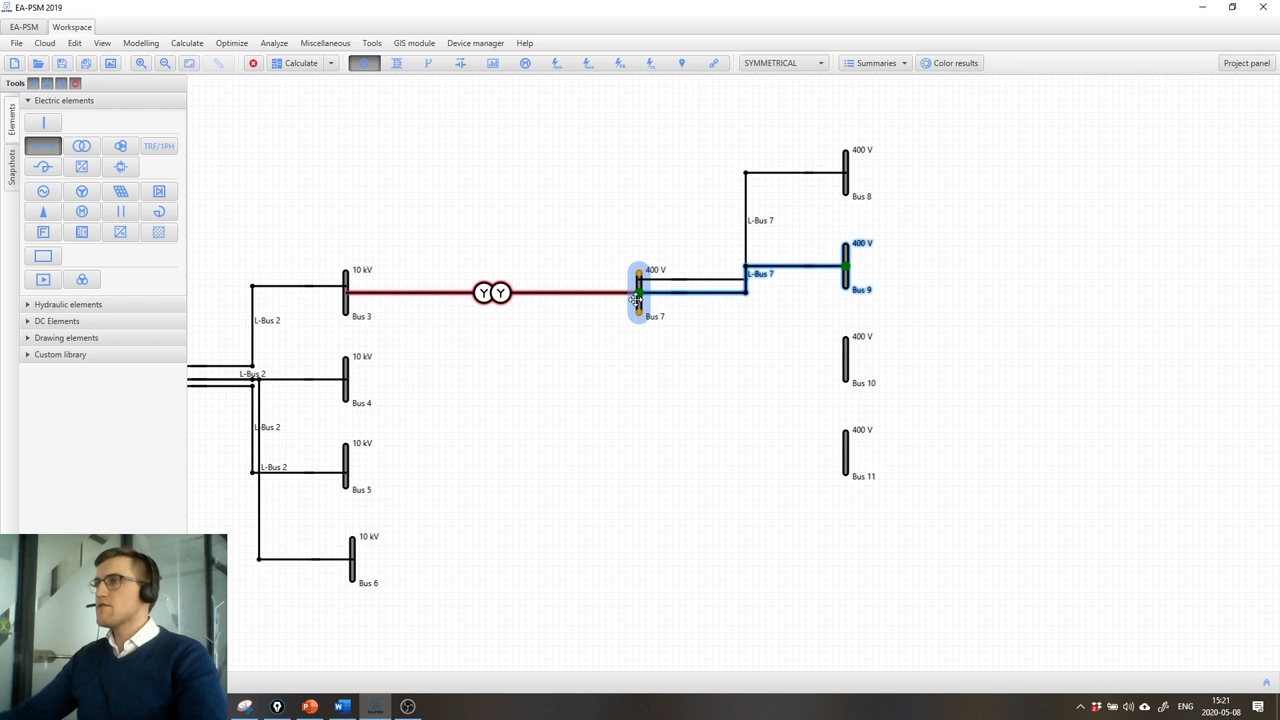 EA-PSM 2019
EA-PSM
Workspace
File
Cloud
Edit
View
Modelling
Calculate
Optimize
Analyze
Miscellaneous
Tools
GIS module
Device manager
Help
Calculate
SYMMETRICAL
Summaries
Color results
Project panel
Tools
Elements
Snapshots
Electric elements
TRF/1PH
Hydraulic elements
DC Elements
Drawing elements
Custom library
400 V
Bus 8
L-Bus 7
400 V
L-Bus 7
Bus 9
10 kV
400 V
Bus 3
Bus 7
L-Bus 2
400 V
Bus 10
10 kV
L-Bus 2
Bus 4
L-Bus 2
400 V
10 kV
L-Bus 2
Bus 5
Bus 11
10 kV
Bus 6
ENG
15:21
2020-05-08